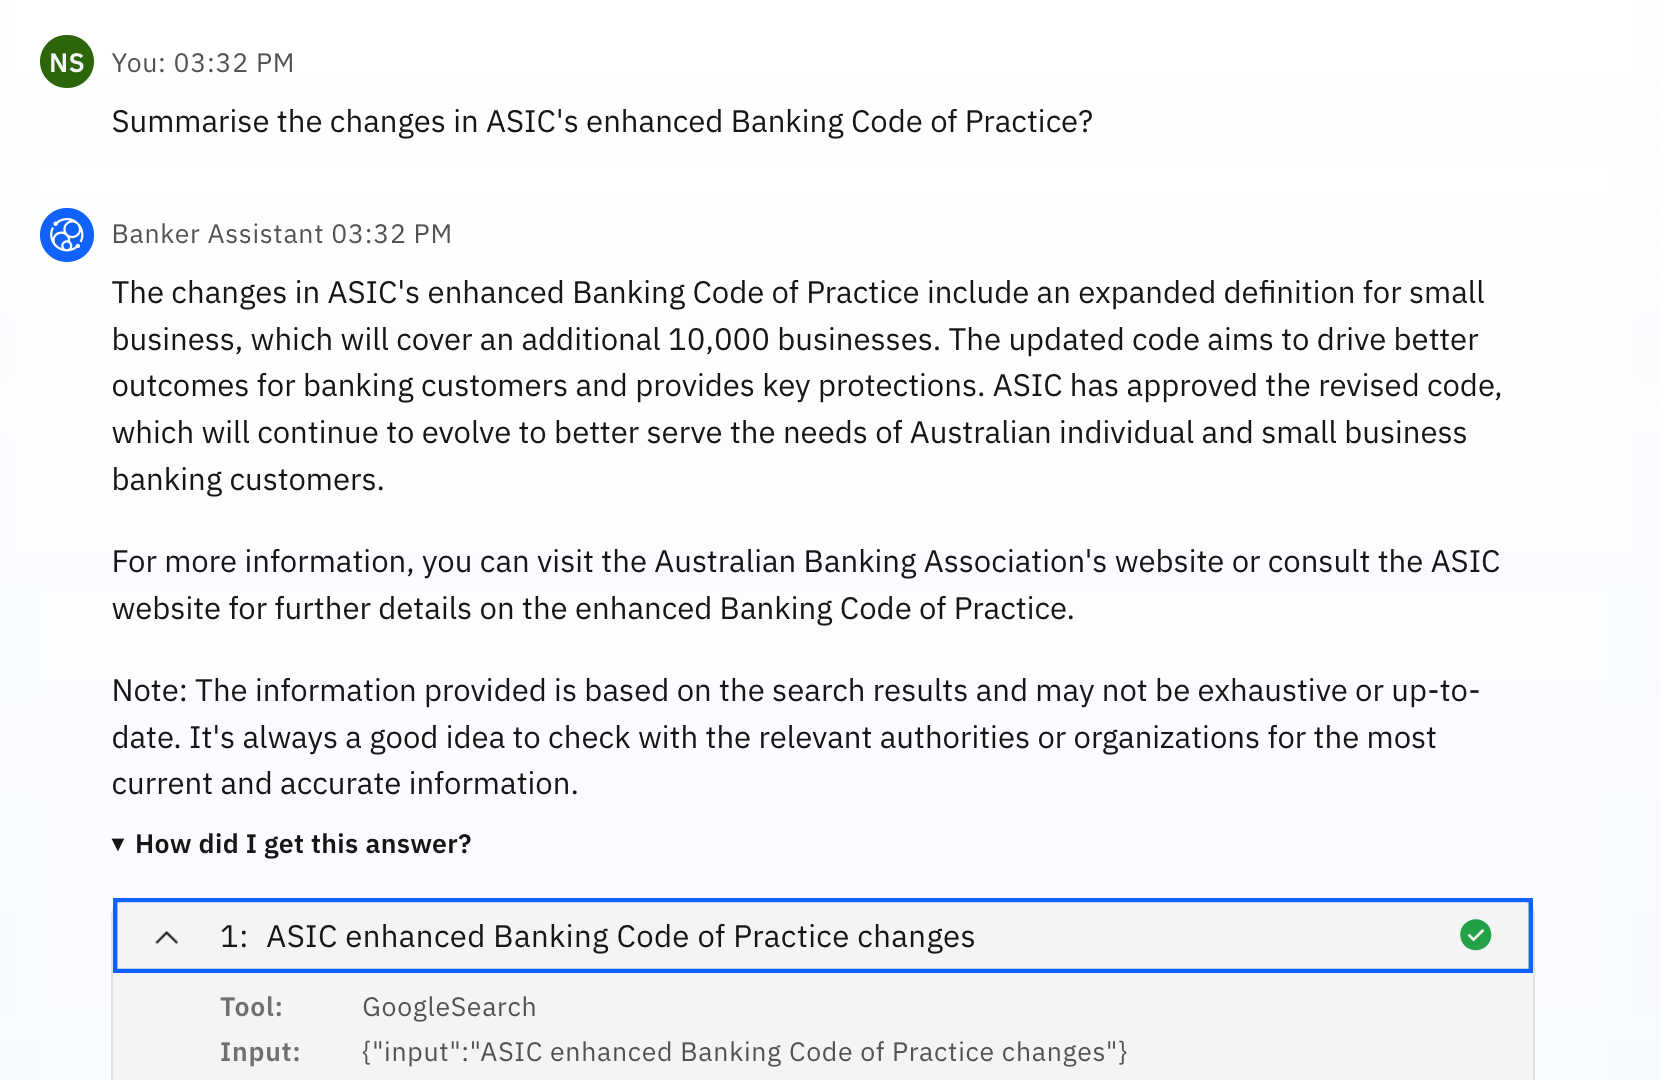 NS You: 03:32 PM
Summarise the changes in ASIC's enhanced Banking Code of Practice?
Banker Assistant 03:32 PM
The changes in ASIC's enhanced Banking Code of Practice include an expanded definition for small
business, which will cover an additional 10,000 businesses. The updated code aims to drive better
outcomes for banking customers and provides key protections. ASIC has approved the revised code,
which will continue to evolve to better serve the needs of Australian individual and small business
banking customers.
For more information, you can visit the Australian Banking Association's website or consult the ASIC
website for further details on the enhanced Banking Code of Practice.
Note: The information provided is based on the search results and may not be exhaustive or up-to-
date. It's always a good idea to check with the relevant authorities or organizations for the most
current and accurate information.
▼ How did I get this answer?
1: ASIC enhanced Banking Code of Practice changes
Tool: GoogleSearch
Input: {"input":"ASIC enhanced Banking Code of Practice changes"}